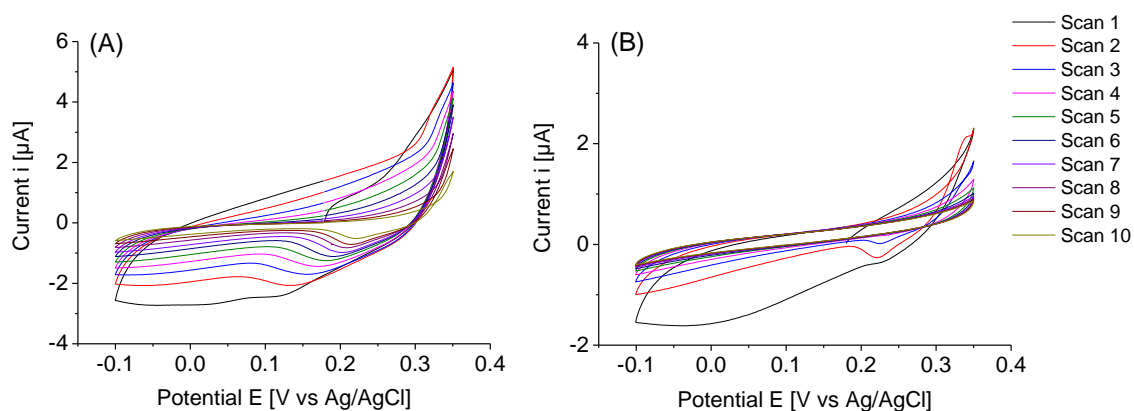 (A)
Current i [µA]
6
4
2
0
-2
-4
-0.1 0.0 0.1 0.2 0.3 0.4
Potential E [V vs Ag/AgCl]
(B)
Current i [µA]
4
2
0
-2
-0.1 0.0 0.1 0.2 0.3 0.4
Potential E [V vs Ag/AgCl]
Scan 1
Scan 2
Scan 3
Scan 4
Scan 5
Scan 6
Scan 7
Scan 8
Scan 9
Scan 10